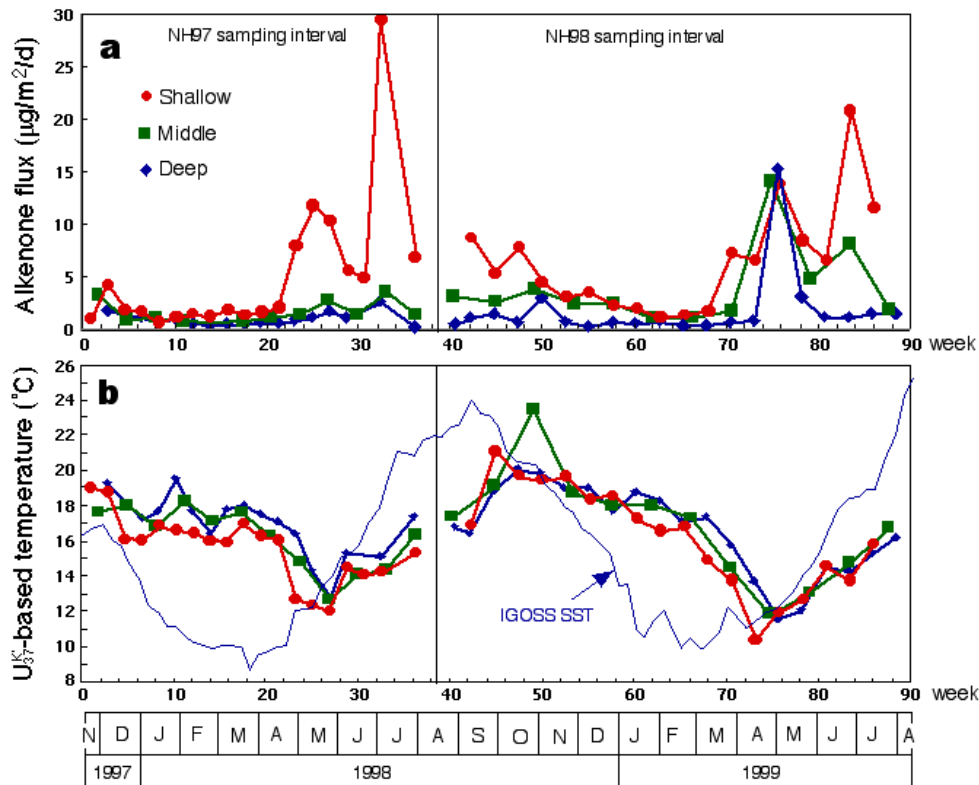 30
25
20
15
10
5
0
Alkenone flux (µg/m²/d)
a
NH97 sampling interval
NH98 sampling interval
Shallow
Middle
Deep
0 10 20 30 40 50 60 70 80 90 week
26
24
22
20
18
16
14
12
10
8
U37K'-based temperature (°C)
b
IGOSS SST
0 10 20 30 40 50 60 70 80 90 week
N D J F M A M J J A S O N D J F M A M J J A
1997 1998 1999